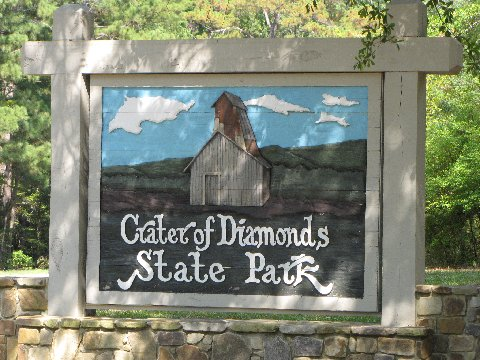 Crater of Diamonds
State Park